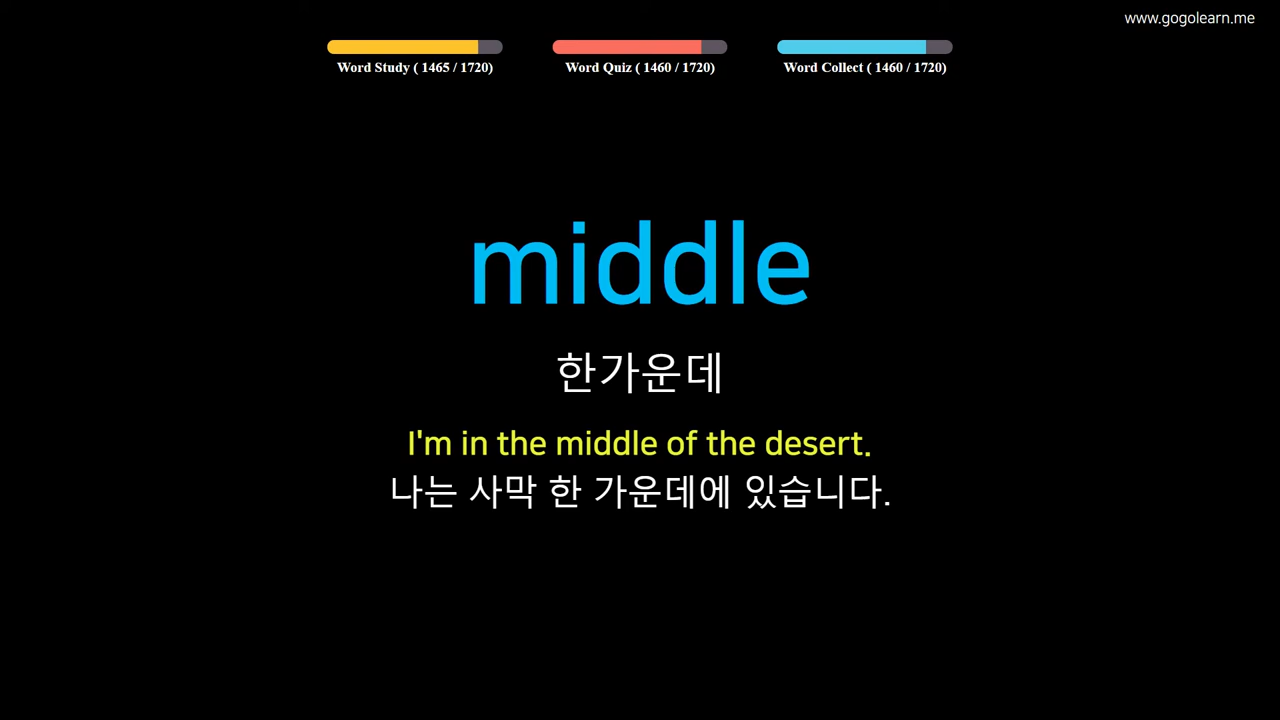 www.gogolearn.me
Word Study ( 1465 / 1720)
Word Quiz ( 1460 / 1720)
Word Collect ( 1460 / 1720)
middle
한가운데
I'm in the middle of the desert.
나는 사막 한 가운데에 있습니다.